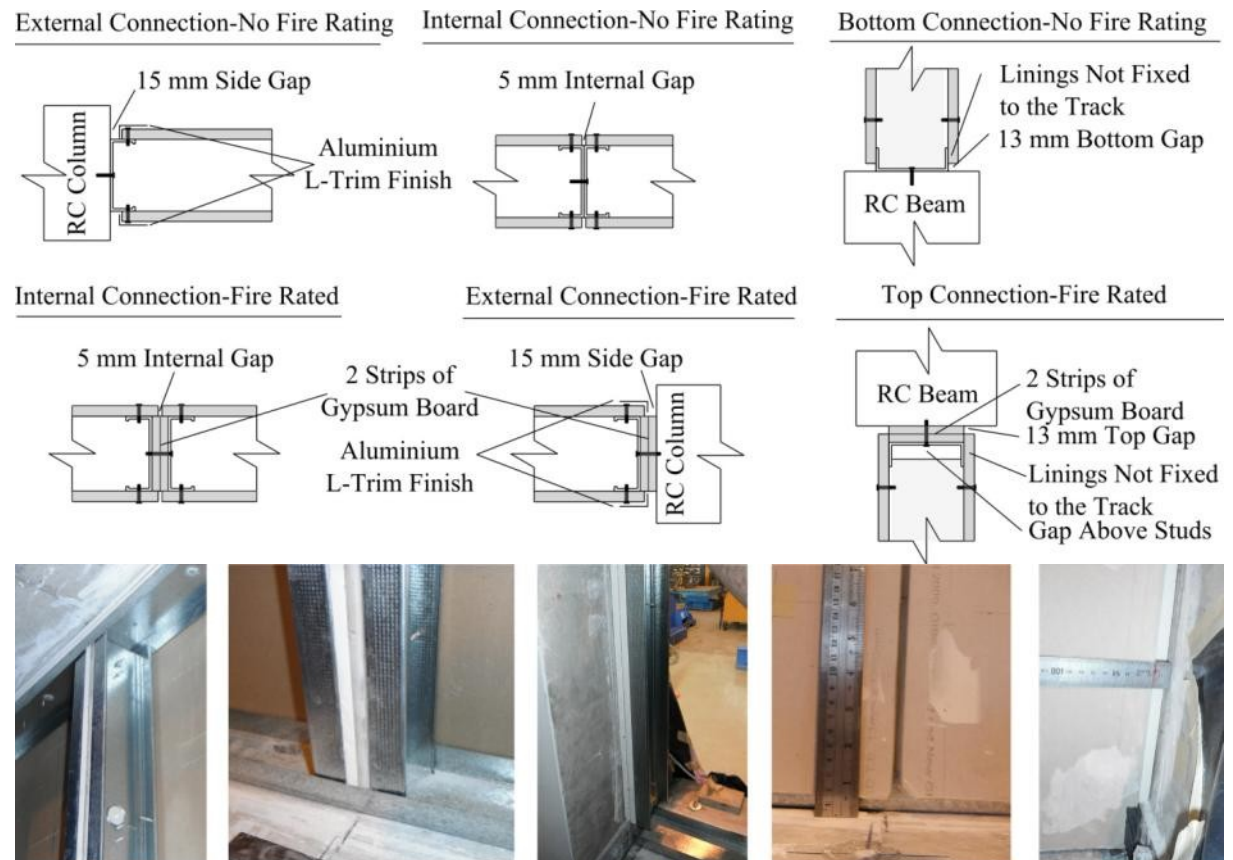 External Connection-No Fire Rating
15 mm Side Gap
RC Column
Aluminium
L-Trim Finish
Internal Connection-No Fire Rating
5 mm Internal Gap
Bottom Connection-No Fire Rating
Linings Not Fixed
to the Track
13 mm Bottom Gap
RC Beam
Internal Connection-Fire Rated
5 mm Internal Gap
2 Strips of
Gypsum Board
Aluminium
L-Trim Finish
External Connection-Fire Rated
15 mm Side Gap
RC Column
Top Connection-Fire Rated
RC Beam
2 Strips of
Gypsum Board
13 mm Top Gap
Linings Not Fixed
to the Track
Gap Above Studs